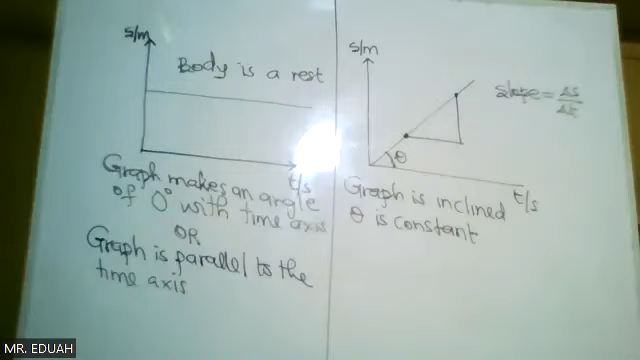 s/m
Body is a rest
t/s
Graph makes an angle
of 0° with time axis
OR
Graph is parallel to the
time axis
s/m
slope = ΔS/Δt
θ
t/s
Graph is inclined
θ is constant
MR. EDUAH